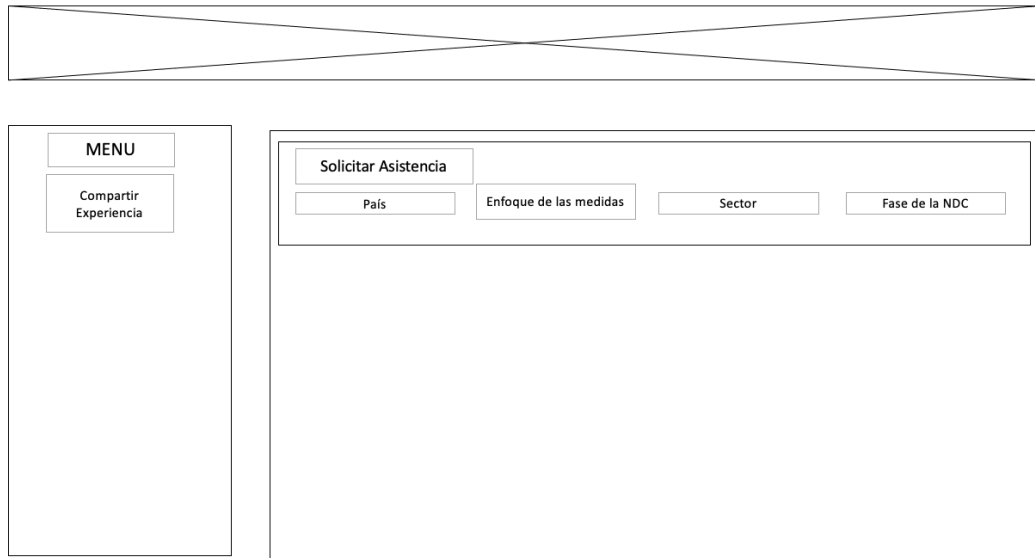 MENU
Compartir
Experiencia
Solicitar Asistencia
País
Enfoque de las medidas
Sector
Fase de la NDC